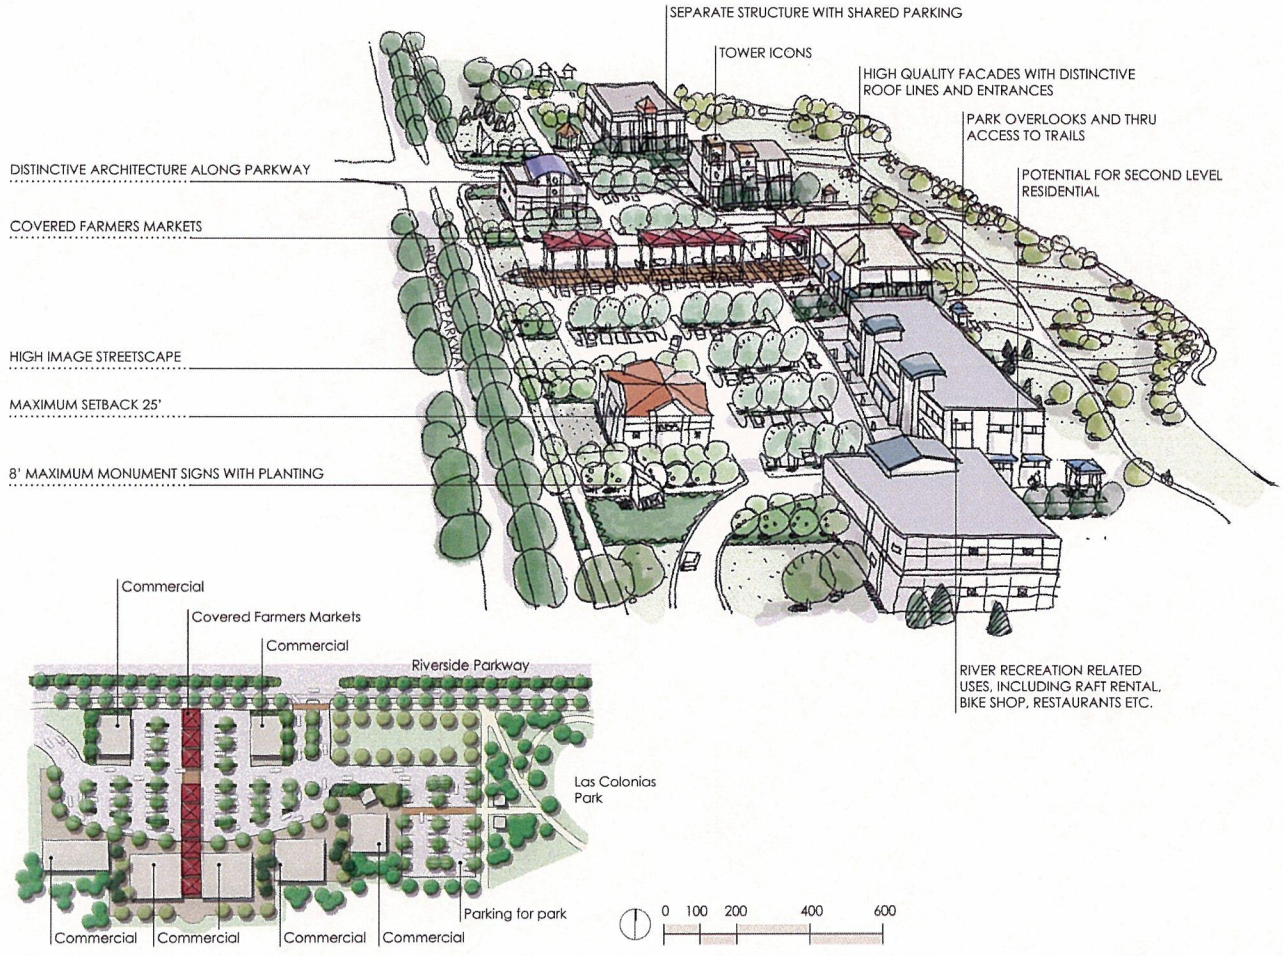 SEPARATE STRUCTURE WITH SHARED PARKING
TOWER ICONS
HIGH QUALITY FACADES WITH DISTINCTIVE
ROOF LINES AND ENTRANCES
PARK OVERLOOKS AND THRU
ACCESS TO TRAILS
POTENTIAL FOR SECOND LEVEL
RESIDENTIAL
DISTINCTIVE ARCHITECTURE ALONG PARKWAY
COVERED FARMERS MARKETS
HIGH IMAGE STREETSCAPE
MAXIMUM SETBACK 25'
8' MAXIMUM MONUMENT SIGNS WITH PLANTING
RIVER RECREATION RELATED
USES, INCLUDING RAFT RENTAL,
BIKE SHOP, RESTAURANTS ETC.
Commercial
Covered Farmers Markets
Commercial
Riverside Parkway
Las Colonias
Park
Parking for park
Commercial
Commercial
Commercial
Commercial
0 100 200 400 600